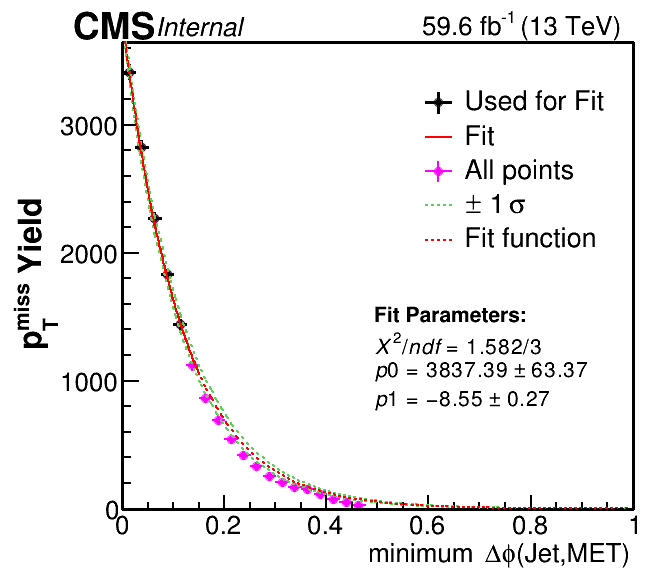 CMS Internal 59.6 fb⁻¹ (13 TeV)
p_T^miss Yield
3000
2000
1000
0
Used for Fit
Fit
All points
± 1 σ
Fit function
Fit Parameters:
X²/ndf = 1.582/3
p0 = 3837.39 ± 63.37
p1 = −8.55 ± 0.27
0 0.2 0.4 0.6 0.8 1
minimum Δϕ(Jet,MET)